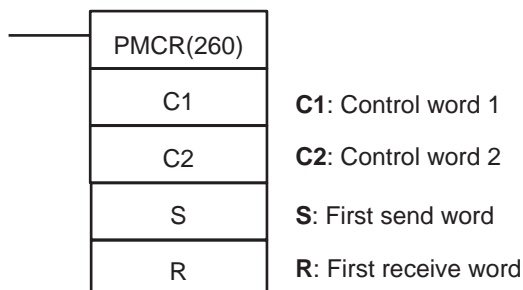 PMCR(260)
C1 C1: Control word 1
C2 C2: Control word 2
S S: First send word
R R: First receive word